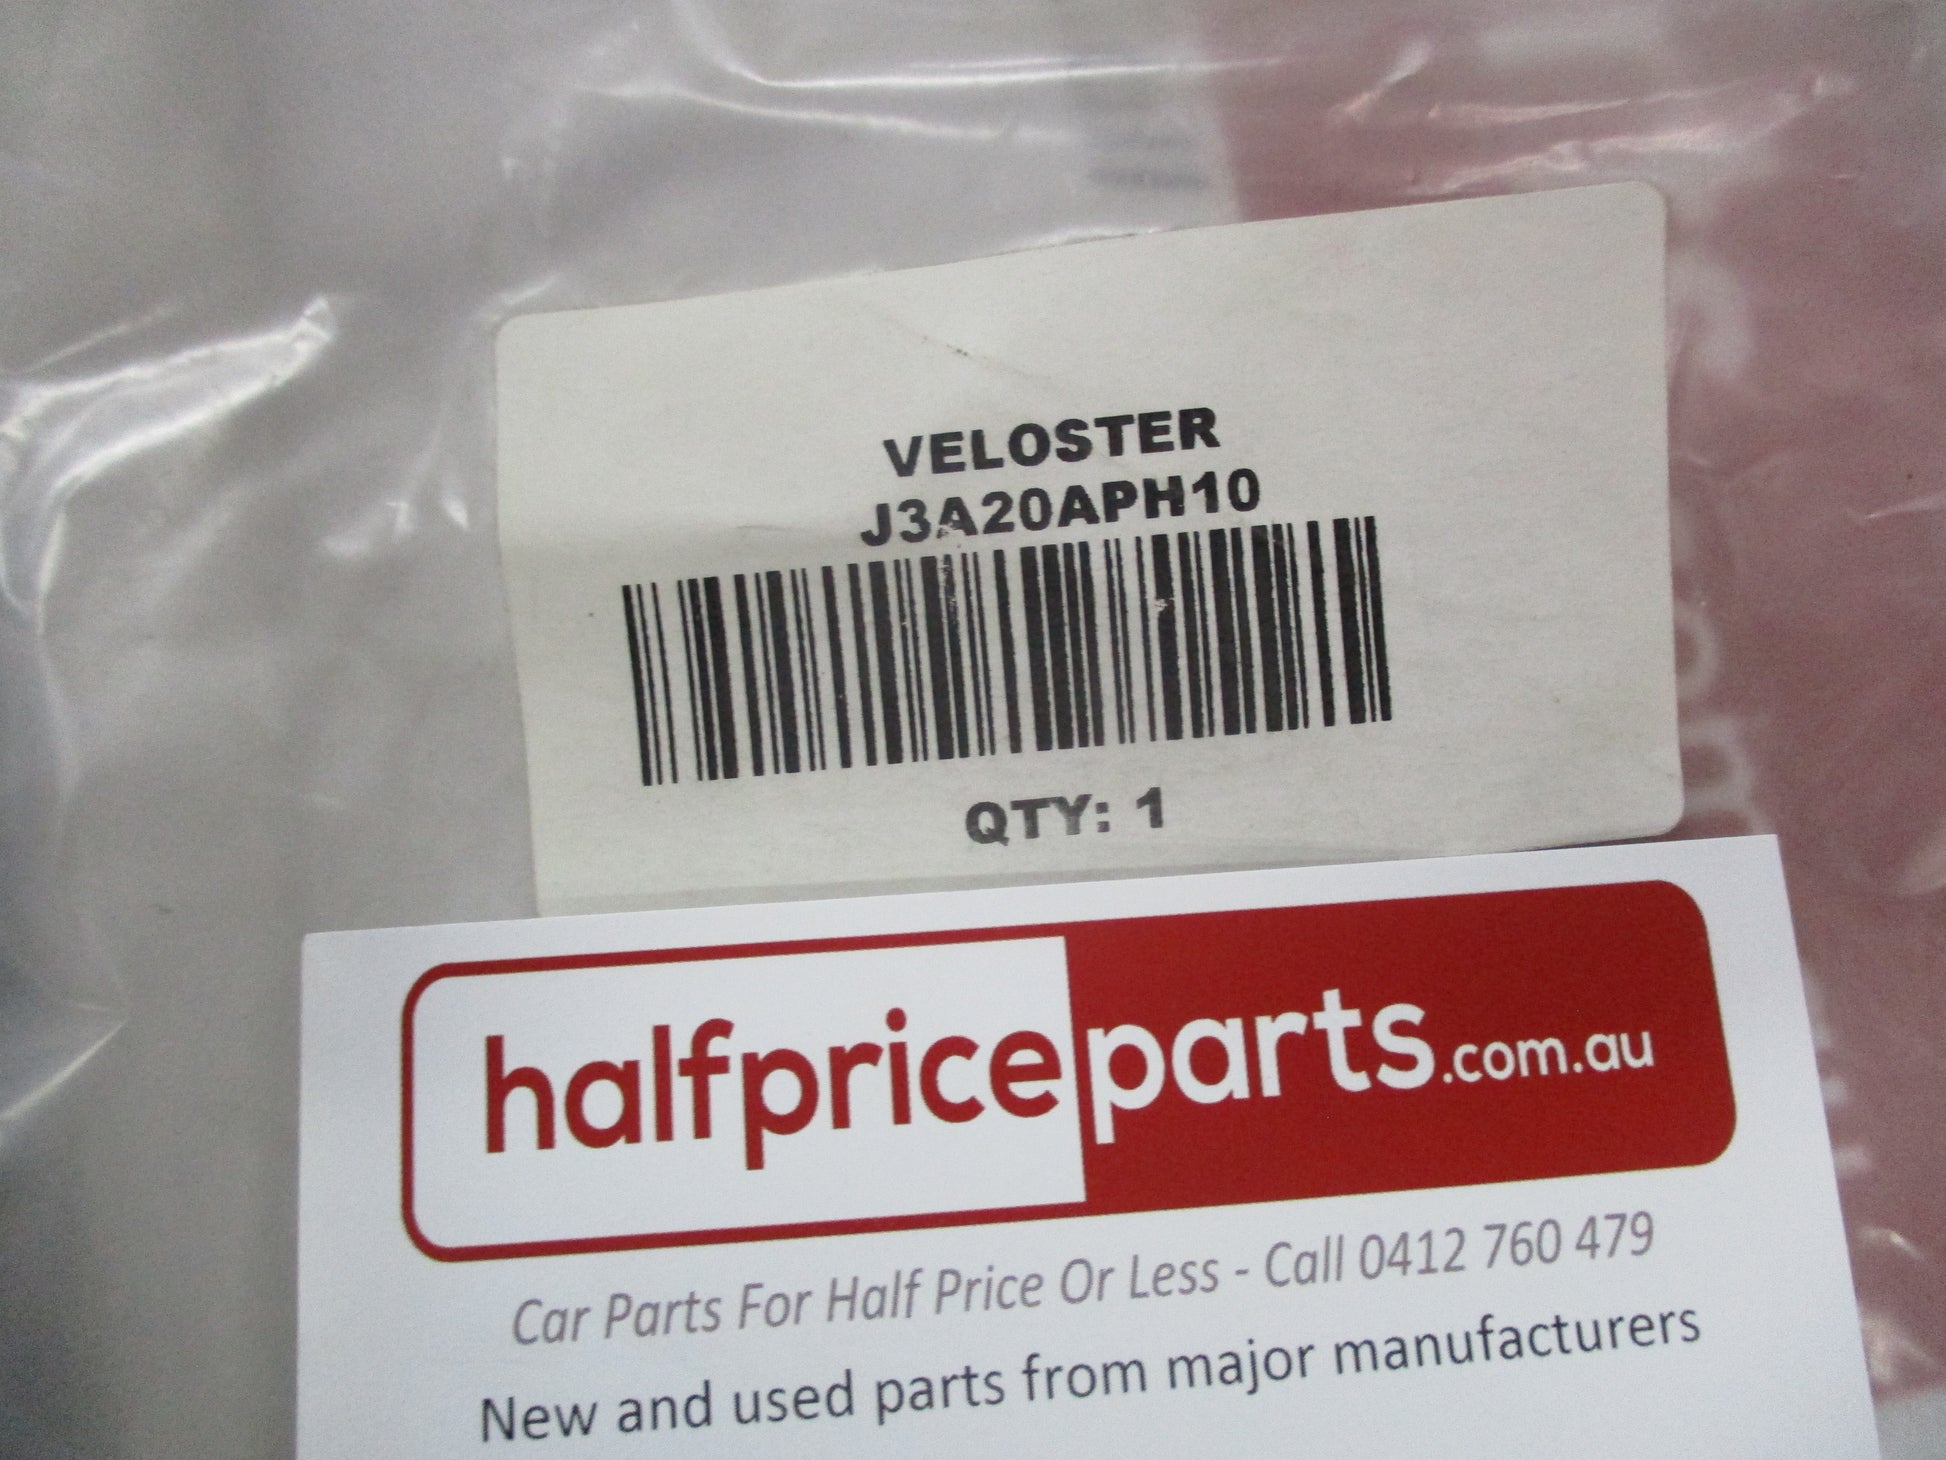 VELOSTER
J3A20APH10
QTY: 1
halfpriceparts.com.au
Car Parts For Half Price Or Less - Call 0412 760 479
New and used parts from major manufacturers